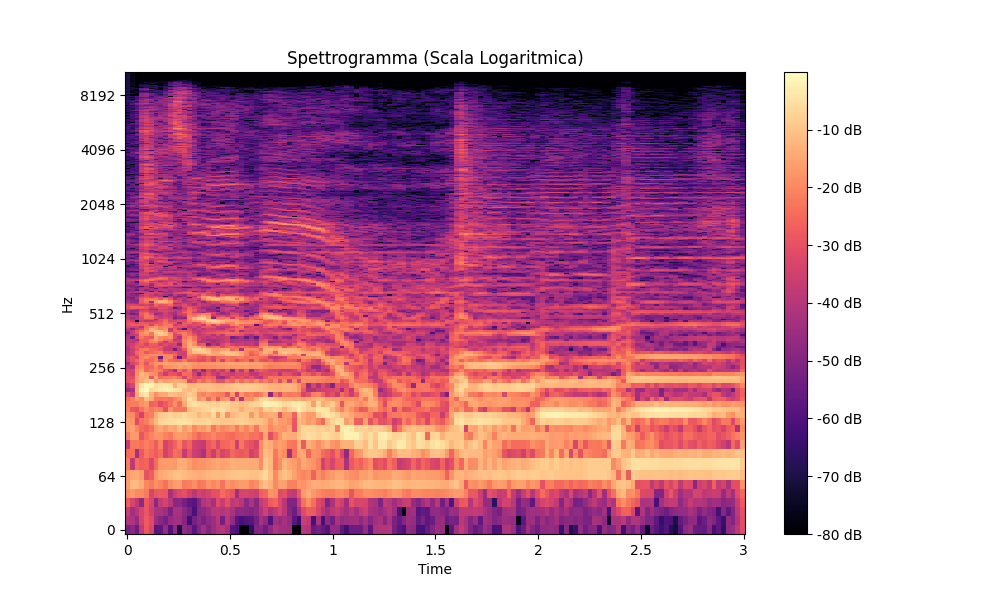 Spettrogramma (Scala Logaritmica)
8192
4096
2048
1024
512
256
128
64
0
Hz
0
0.5
1
1.5
2
2.5
3
Time
-10 dB
-20 dB
-30 dB
-40 dB
-50 dB
-60 dB
-70 dB
-80 dB